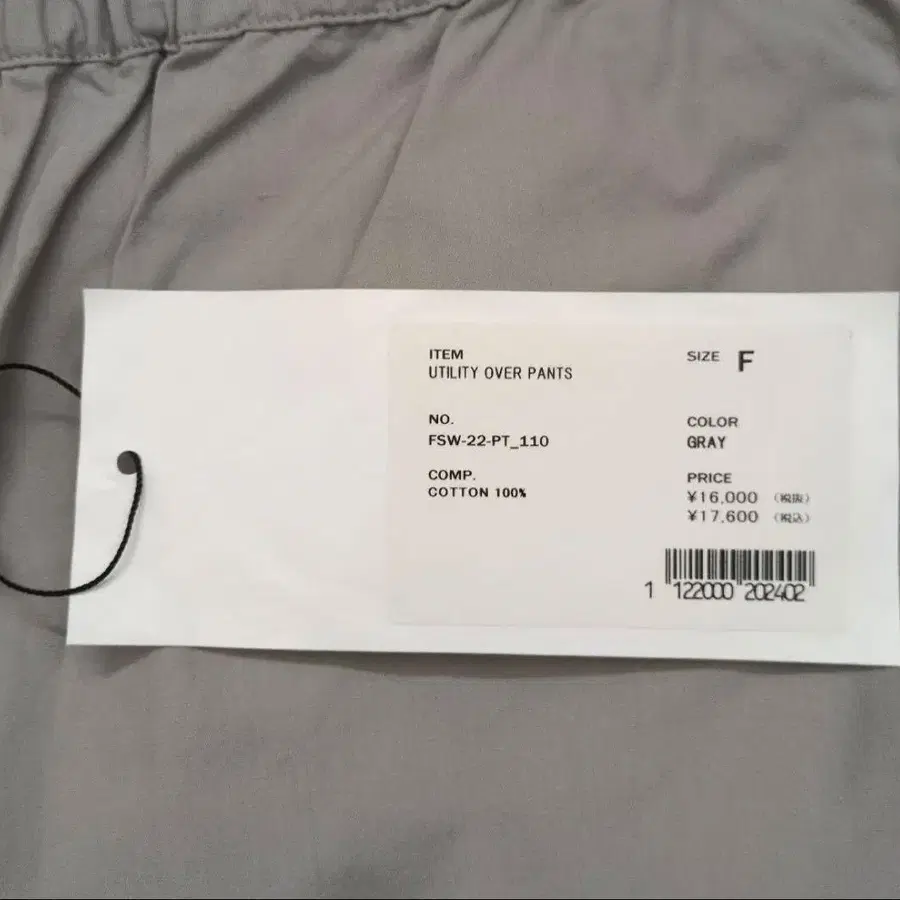 ITEM
UTILITY OVER PANTS
SIZE F
NO.
FSW-22-PT_110
COLOR
GRAY
COMP.
COTTON 100%
PRICE
¥16,000 (税抜)
¥17,600 (税込)
1 122000 202402